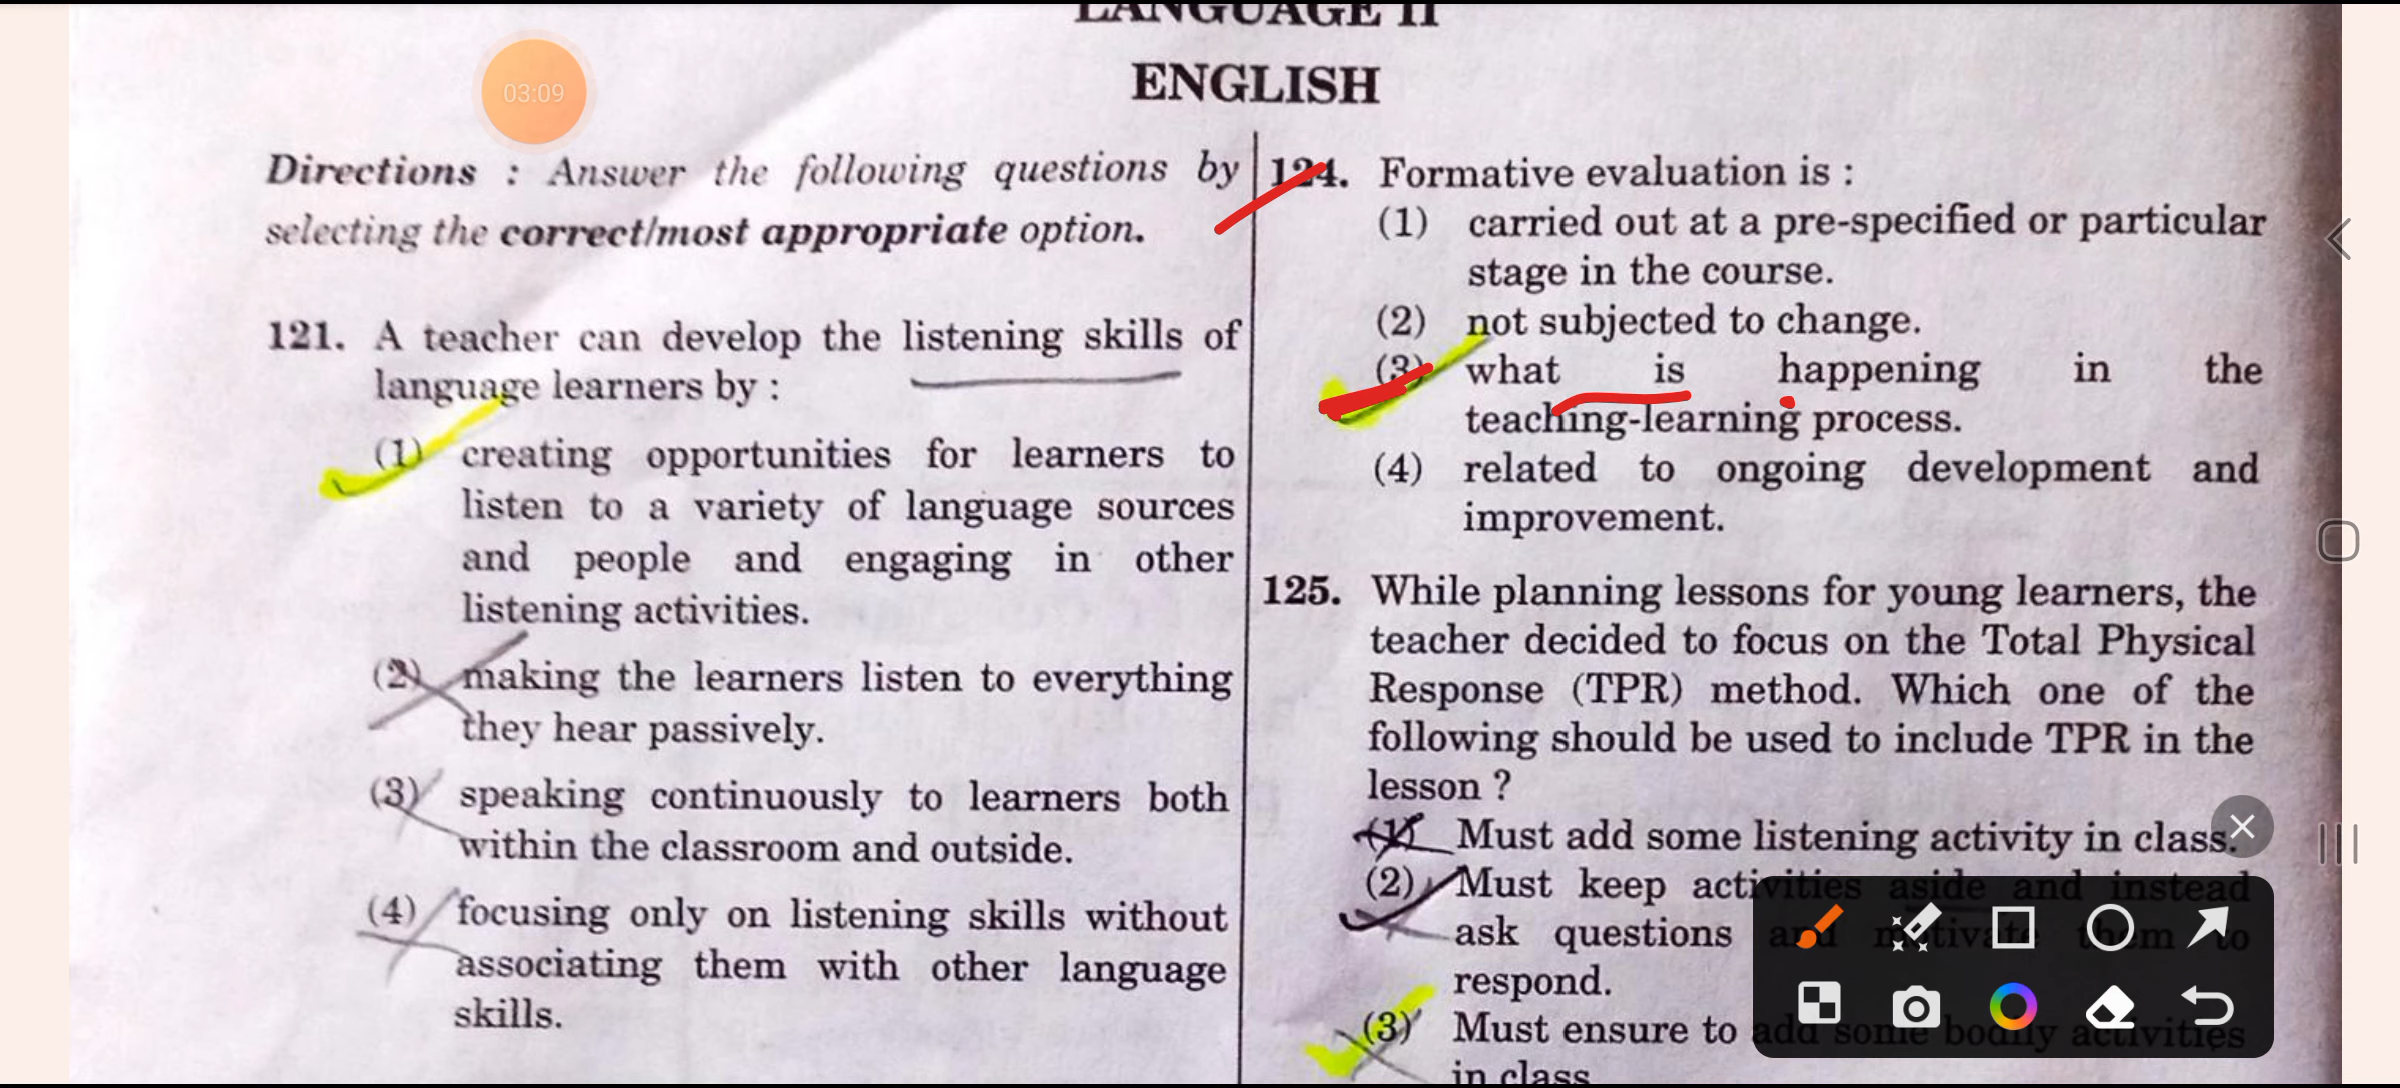 LANGUAGE II
ENGLISH
03:09
Directions : Answer the following questions by
selecting the correct/most appropriate option.
121. A teacher can develop the listening skills of
language learners by :
(1) creating opportunities for learners to
listen to a variety of language sources
and people and engaging in other
listening activities.
(2) making the learners listen to everything
they hear passively.
(3) speaking continuously to learners both
within the classroom and outside.
(4) focusing only on listening skills without
associating them with other language
skills.
124. Formative evaluation is :
(1) carried out at a pre-specified or particular
stage in the course.
(2) not subjected to change.
(3) what is happening in the
teaching-learning process.
(4) related to ongoing development and
improvement.
125. While planning lessons for young learners, the
teacher decided to focus on the Total Physical
Response (TPR) method. Which one of the
following should be used to include TPR in the
lesson ?
(1) Must add some listening activity in class.
(2) Must keep activities aside and instead
ask questions and motivate them to
respond.
(3) Must ensure to add some bodily activities
in class